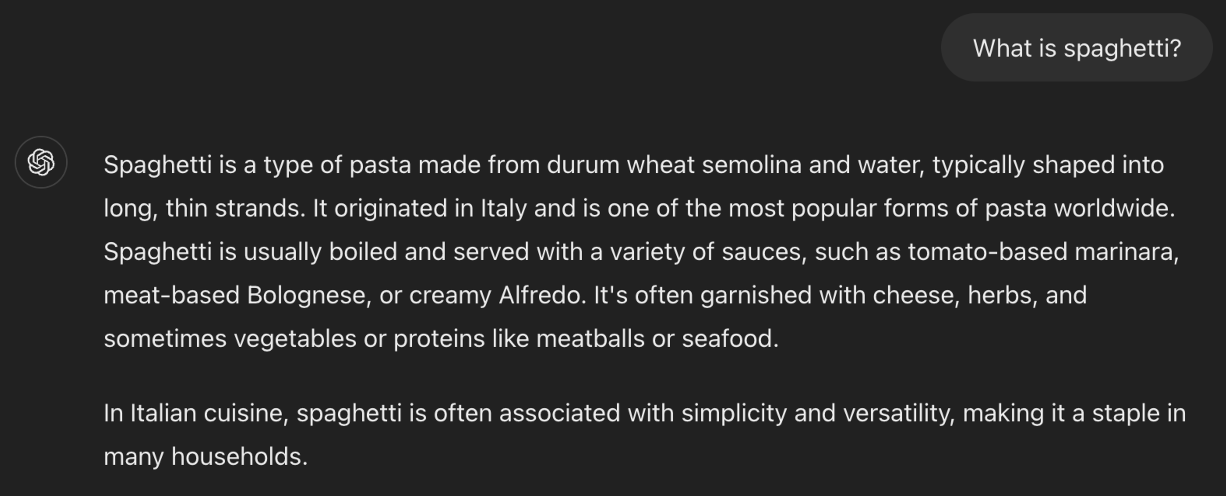 What is spaghetti?
Spaghetti is a type of pasta made from durum wheat semolina and water, typically shaped into
long, thin strands. It originated in Italy and is one of the most popular forms of pasta worldwide.
Spaghetti is usually boiled and served with a variety of sauces, such as tomato-based marinara,
meat-based Bolognese, or creamy Alfredo. It's often garnished with cheese, herbs, and
sometimes vegetables or proteins like meatballs or seafood.
In Italian cuisine, spaghetti is often associated with simplicity and versatility, making it a staple in
many households.